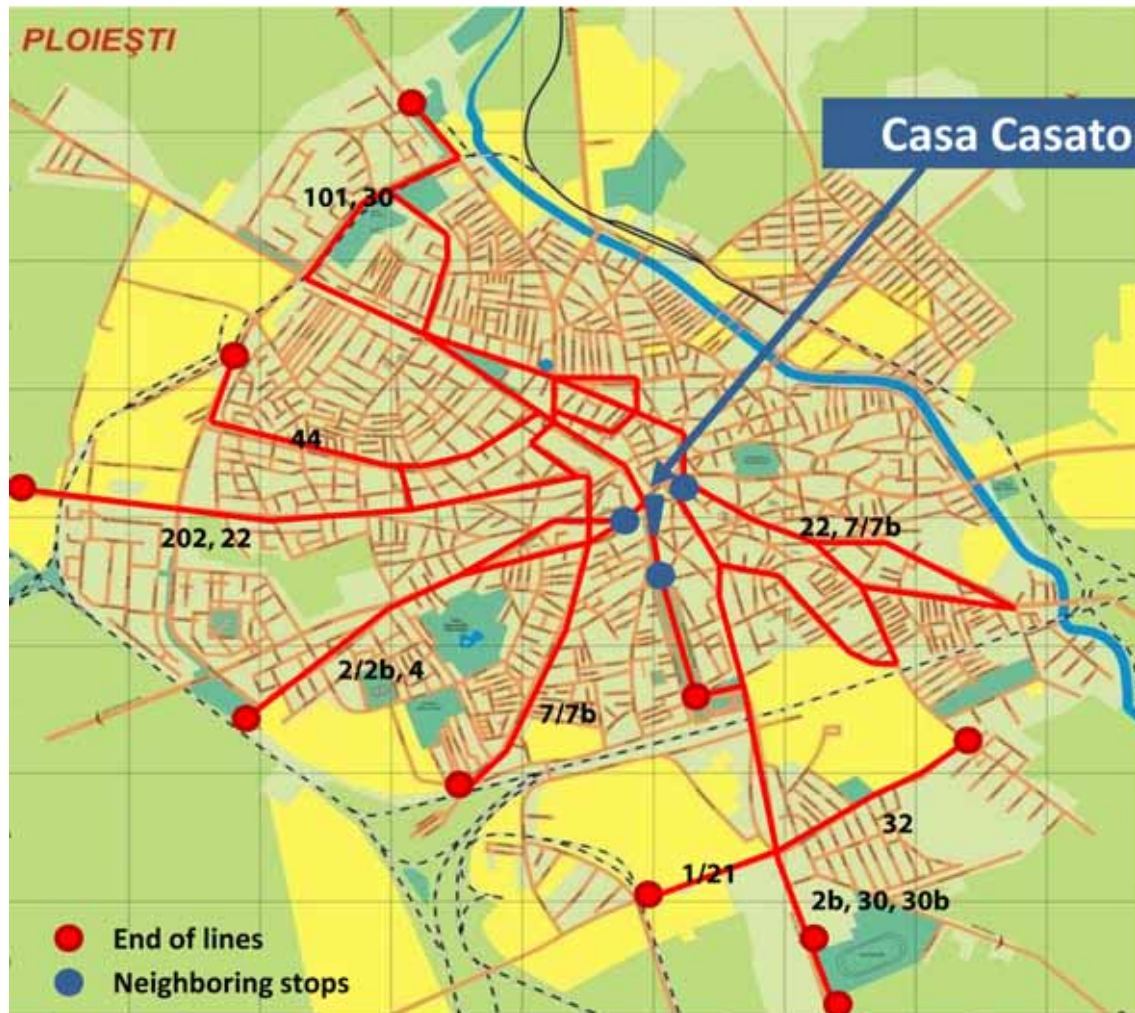 PLOIEŞTI
Casa Casato
101, 30
44
202, 22
22, 7/7b
2/2b, 4
7/7b
32
1/21
2b, 30, 30b
End of lines
Neighboring stops